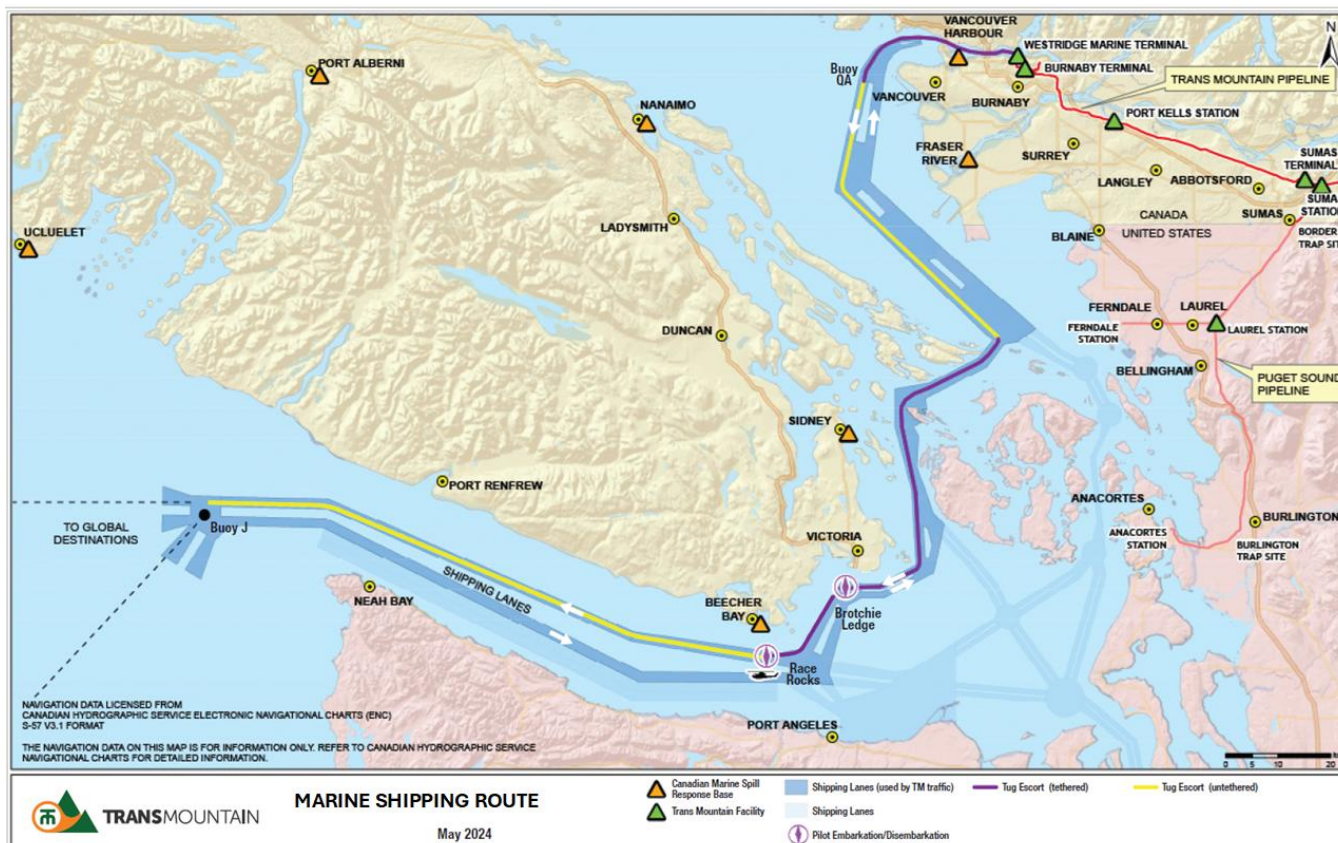 VANCOUVER
HARBOUR
WESTRIDGE MARINE TERMINAL
BURNABY TERMINAL
N
PORT ALBERNI
Buoy
QA
TRANS MOUNTAIN PIPELINE
VANCOUVER
BURNABY
NANAIMO
PORT KELLS STATION
FRASER
RIVER
SURREY
SUMAS
TERMINAL
LANGLEY
ABBOTSFORD
SUMAS
STATION
UCLUELET
LADYSMITH
CANADA
UNITED STATES
SUMAS
BLAINE
BORDER
TRAP SITE
FERNDALE
LAUREL
FERNDALE
STATION
LAUREL STATION
DUNCAN
BELLINGHAM
PUGET SOUND
PIPELINE
SIDNEY
PORT RENFREW
ANACORTES
TO GLOBAL
DESTINATIONS
Buoy J
BURLINGTON
ANACORTES
STATION
BURLINGTON
TRAP SITE
VICTORIA
SHIPPING LANES
NEAH BAY
BEECHER
BAY
Brotchie
Ledge
Race
Rocks
PORT ANGELES
NAVIGATION DATA LICENSED FROM
CANADIAN HYDROGRAPHIC SERVICE ELECTRONIC NAVIGATIONAL CHARTS (ENC)
S-57 V3.1 FORMAT
THE NAVIGATION DATA ON THIS MAP IS FOR INFORMATION ONLY. REFER TO CANADIAN HYDROGRAPHIC SERVICE
NAVIGATIONAL CHARTS FOR DETAILED INFORMATION.
0 5 10 20
TRANSMOUNTAIN
MARINE SHIPPING ROUTE
May 2024
Canadian Marine Spill
Response Base
Trans Mountain Facility
Shipping Lanes (used by TM traffic)
Shipping Lanes
Pilot Embarkation/Disembarkation
Tug Escort (tethered)
Tug Escort (untethered)